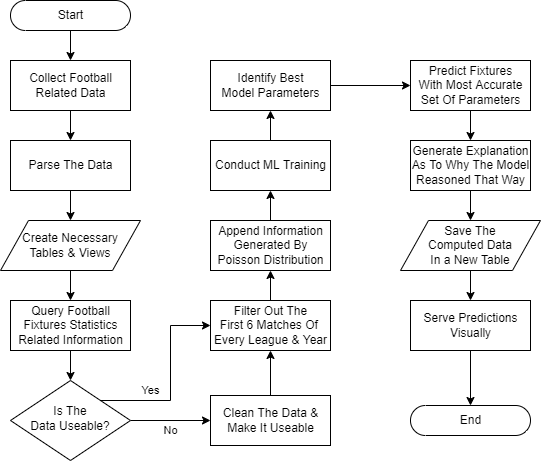 Start
Collect Football
Related Data
Parse The Data
Create Necessary
Tables & Views
Query Football
Fixtures Statistics
Related Information
Is The
Data Useable?
Yes
No
Clean The Data &
Make It Useable
Filter Out The
First 6 Matches Of
Every League & Year
Append Information
Generated By
Poisson Distribution
Conduct ML Training
Identify Best
Model Parameters
Predict Fixtures
With Most Accurate
Set Of Parameters
Generate Explanation
As To Why The Model
Reasoned That Way
Save The
Computed Data
In a New Table
Serve Predictions
Visually
End